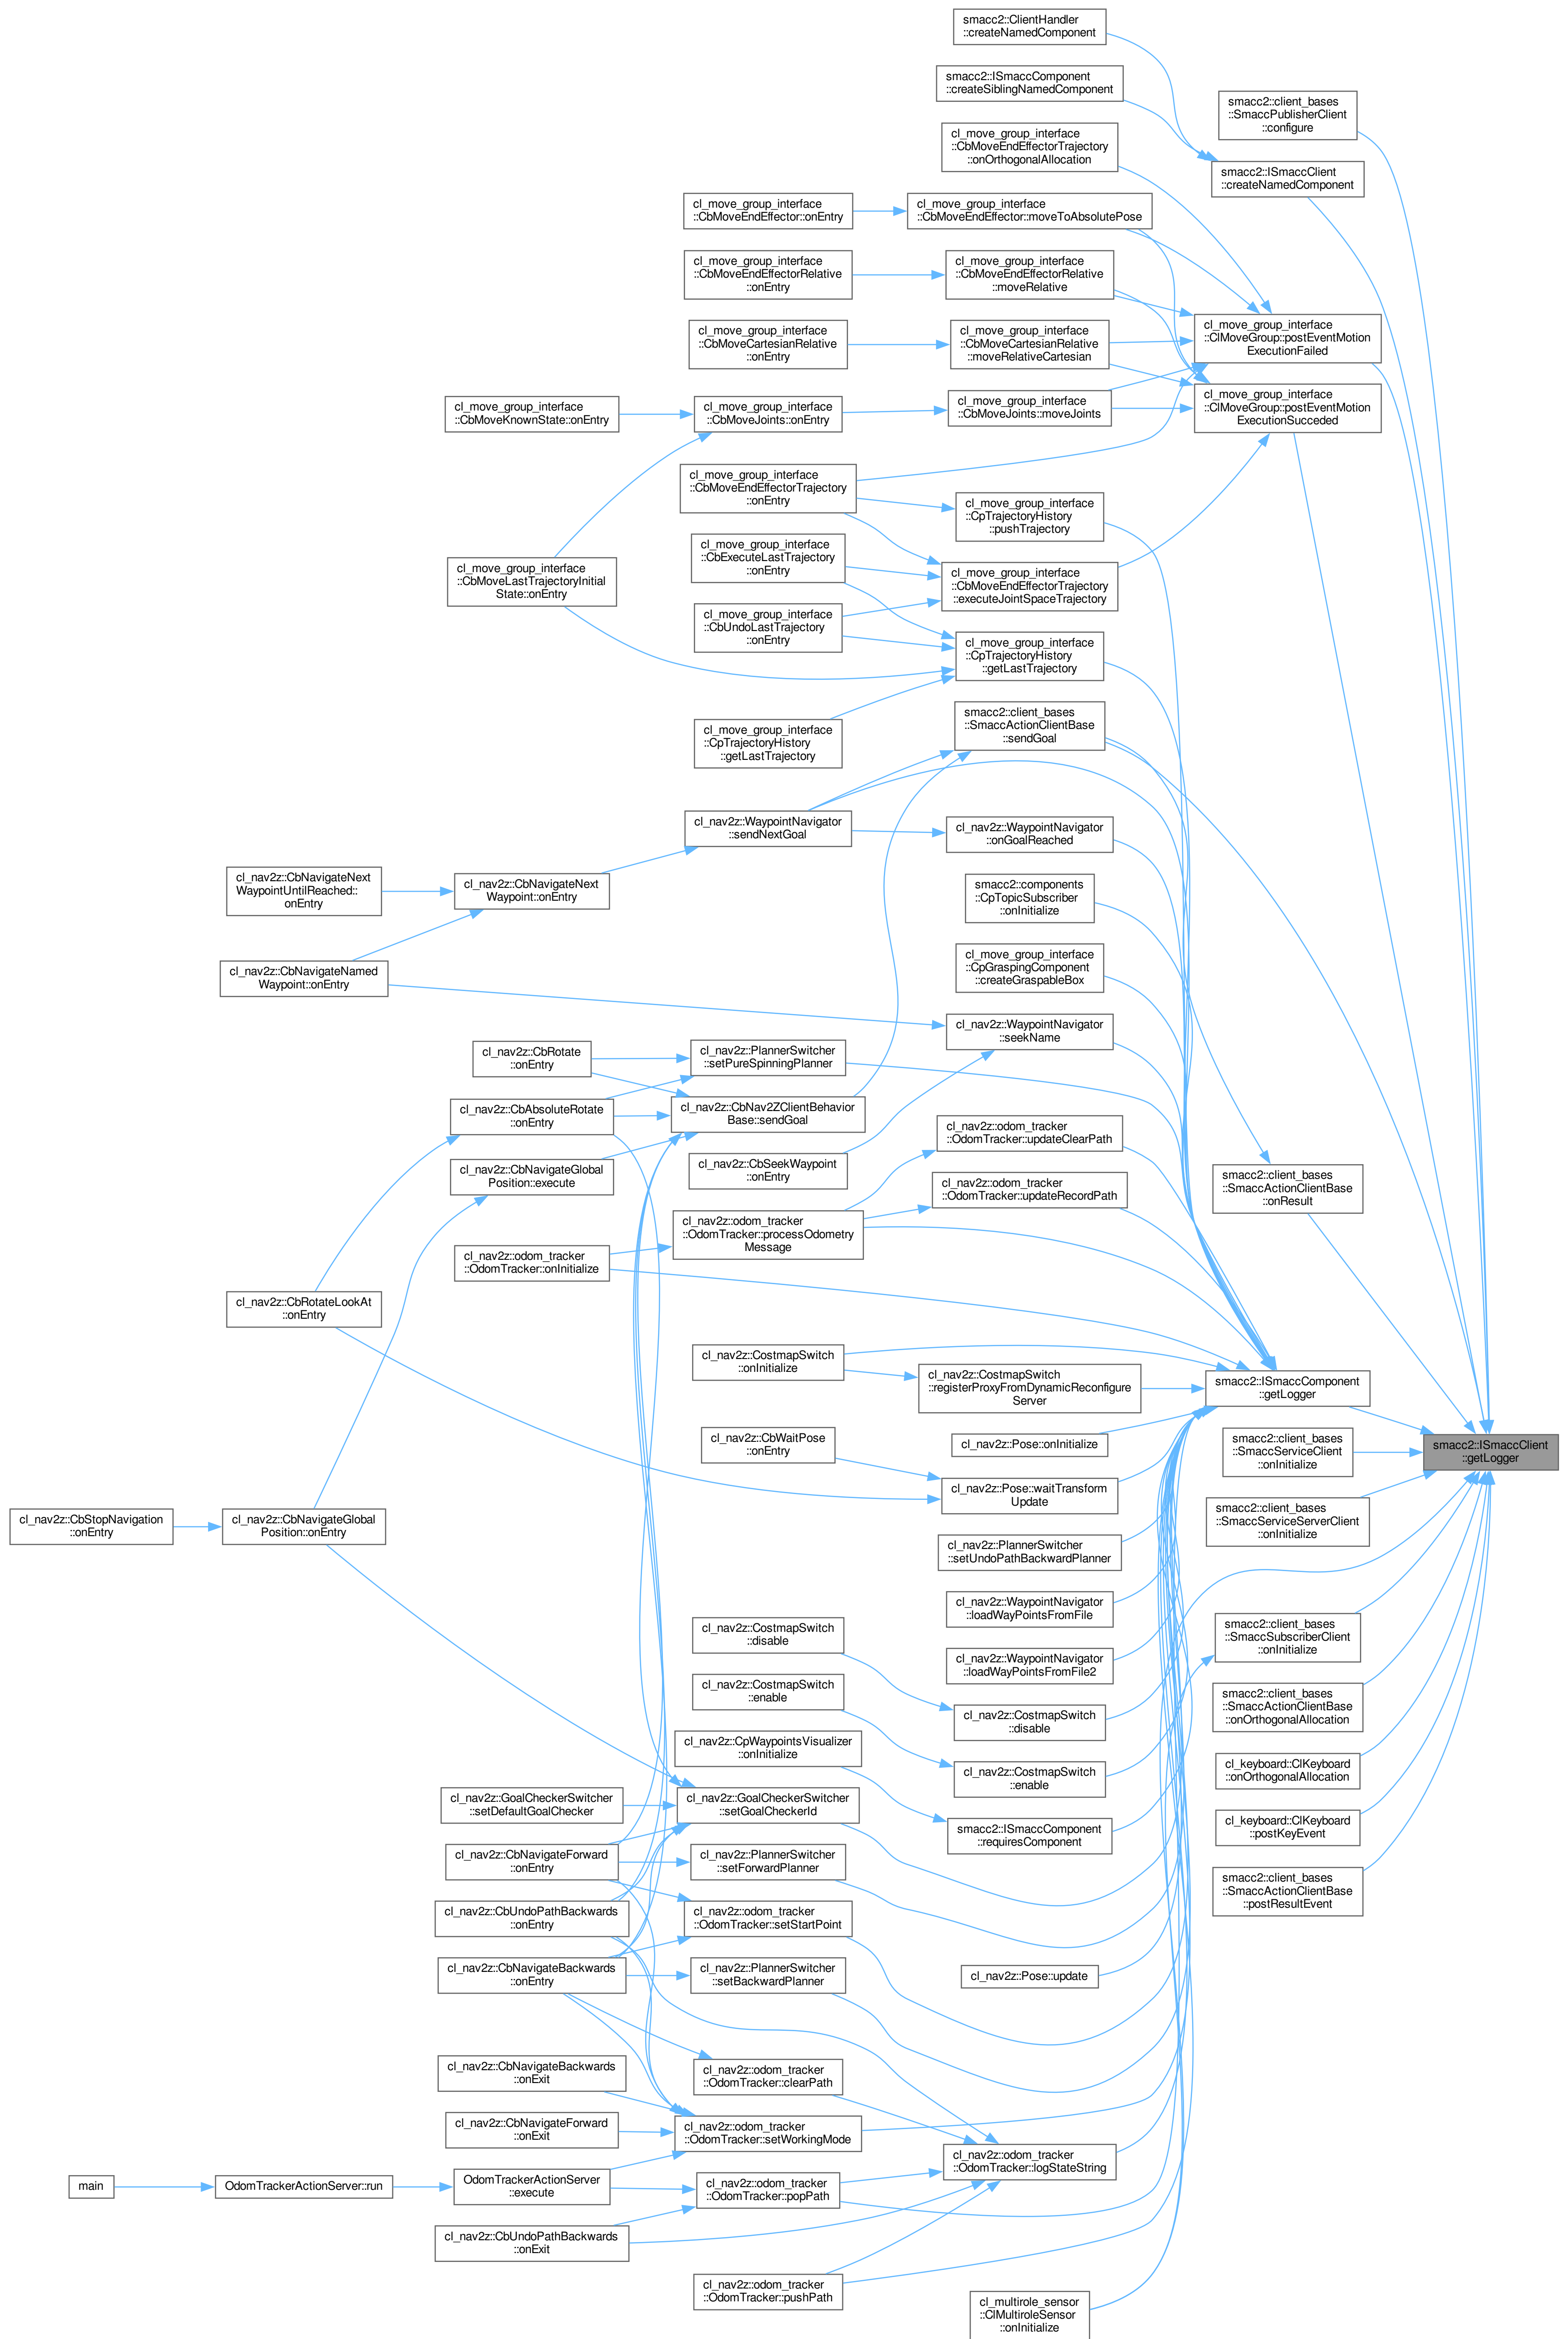 smacc2::ClientHandler
::createNamedComponent
smacc2::ISmaccComponent
::createSiblingNamedComponent
smacc2::client_bases
::SmaccPublisherClient
::configure
cl_move_group_interface
::CbMoveEndEffectorTrajectory
::onOrthogonalAllocation
smacc2::ISmaccClient
::createNamedComponent
cl_move_group_interface
::CbMoveEndEffector::onEntry
cl_move_group_interface
::CbMoveEndEffector::moveToAbsolutePose
cl_move_group_interface
::CbMoveEndEffectorRelative
::onEntry
cl_move_group_interface
::CbMoveEndEffectorRelative
::moveRelative
cl_move_group_interface
::CbMoveCartesianRelative
::onEntry
cl_move_group_interface
::CbMoveCartesianRelative
::moveRelativeCartesian
cl_move_group_interface
::ClMoveGroup::postEventMotion
ExecutionFailed
cl_move_group_interface
::CbMoveKnownState::onEntry
cl_move_group_interface
::CbMoveJoints::onEntry
cl_move_group_interface
::CbMoveJoints::moveJoints
cl_move_group_interface
::ClMoveGroup::postEventMotion
ExecutionSucceded
cl_move_group_interface
::CbMoveEndEffectorTrajectory
::onEntry
cl_move_group_interface
::CpTrajectoryHistory
::pushTrajectory
cl_move_group_interface
::CbExecuteLastTrajectory
::onEntry
cl_move_group_interface
::CbMoveLastTrajectoryInitial
State::onEntry
cl_move_group_interface
::CbMoveEndEffectorTrajectory
::executeJointSpaceTrajectory
cl_move_group_interface
::CbUndoLastTrajectory
::onEntry
cl_move_group_interface
::CpTrajectoryHistory
::getLastTrajectory
cl_move_group_interface
::CpTrajectoryHistory
::getLastTrajectory
smacc2::client_bases
::SmaccActionClientBase
::sendGoal
cl_nav2z::WaypointNavigator
::sendNextGoal
cl_nav2z::WaypointNavigator
::onGoalReached
cl_nav2z::CbNavigateNext
WaypointUntilReached::
onEntry
cl_nav2z::CbNavigateNext
Waypoint::onEntry
smacc2::components
::CpTopicSubscriber
::onInitialize
cl_nav2z::CbNavigateNamed
Waypoint::onEntry
cl_move_group_interface
::CpGraspingComponent
::createGraspableBox
cl_nav2z::WaypointNavigator
::seekName
cl_nav2z::CbRotate
::onEntry
cl_nav2z::PlannerSwitcher
::setPureSpinningPlanner
cl_nav2z::CbAbsoluteRotate
::onEntry
cl_nav2z::CbNav2ZClientBehavior
Base::sendGoal
cl_nav2z::odom_tracker
::OdomTracker::updateClearPath
cl_nav2z::CbNavigateGlobal
Position::execute
cl_nav2z::CbSeekWaypoint
::onEntry
cl_nav2z::odom_tracker
::OdomTracker::updateRecordPath
smacc2::client_bases
::SmaccActionClientBase
::onResult
cl_nav2z::odom_tracker
::OdomTracker::processOdometry
Message
cl_nav2z::odom_tracker
::OdomTracker::onInitialize
cl_nav2z::CbRotateLookAt
::onEntry
cl_nav2z::CostmapSwitch
::onInitialize
cl_nav2z::CostmapSwitch
::registerProxyFromDynamicReconfigure
Server
smacc2::ISmaccComponent
::getLogger
cl_nav2z::CbWaitPose
::onEntry
cl_nav2z::Pose::onInitialize
smacc2::client_bases
::SmaccServiceClient
::onInitialize
smacc2::ISmaccClient
::getLogger
cl_nav2z::Pose::waitTransform
Update
smacc2::client_bases
::SmaccServiceServerClient
::onInitialize
cl_nav2z::CbStopNavigation
::onEntry
cl_nav2z::CbNavigateGlobal
Position::onEntry
cl_nav2z::PlannerSwitcher
::setUndoPathBackwardPlanner
cl_nav2z::WaypointNavigator
::loadWayPointsFromFile
cl_nav2z::CostmapSwitch
::disable
smacc2::client_bases
::SmaccSubscriberClient
::onInitialize
cl_nav2z::WaypointNavigator
::loadWayPointsFromFile2
cl_nav2z::CostmapSwitch
::enable
smacc2::client_bases
::SmaccActionClientBase
::onOrthogonalAllocation
cl_nav2z::CostmapSwitch
::disable
cl_nav2z::CpWaypointsVisualizer
::onInitialize
cl_nav2z::CostmapSwitch
::enable
cl_keyboard::ClKeyboard
::onOrthogonalAllocation
cl_nav2z::GoalCheckerSwitcher
::setDefaultGoalChecker
cl_nav2z::GoalCheckerSwitcher
::setGoalCheckerId
smacc2::ISmaccComponent
::requiresComponent
cl_keyboard::ClKeyboard
::postKeyEvent
cl_nav2z::CbNavigateForward
::onEntry
cl_nav2z::PlannerSwitcher
::setForwardPlanner
smacc2::client_bases
::SmaccActionClientBase
::postResultEvent
cl_nav2z::CbUndoPathBackwards
::onEntry
cl_nav2z::odom_tracker
::OdomTracker::setStartPoint
cl_nav2z::CbNavigateBackwards
::onEntry
cl_nav2z::PlannerSwitcher
::setBackwardPlanner
cl_nav2z::Pose::update
cl_nav2z::CbNavigateBackwards
::onExit
cl_nav2z::odom_tracker
::OdomTracker::clearPath
cl_nav2z::CbNavigateForward
::onExit
cl_nav2z::odom_tracker
::OdomTracker::setWorkingMode
cl_nav2z::odom_tracker
::OdomTracker::logStateString
main
OdomTrackerActionServer::run
OdomTrackerActionServer
::execute
cl_nav2z::odom_tracker
::OdomTracker::popPath
cl_nav2z::CbUndoPathBackwards
::onExit
cl_nav2z::odom_tracker
::OdomTracker::pushPath
cl_multirole_sensor
::ClMultiroleSensor
::onInitialize